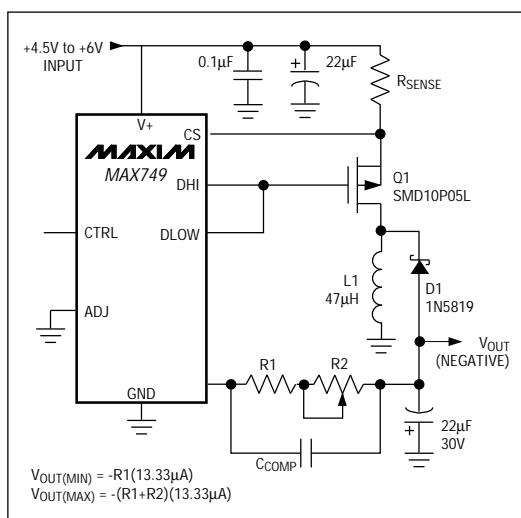 +4.5V to +6V
INPUT
0.1µF
22µF
RSENSE
V+
CS
MAXIM
MAX749
DHI
Q1
SMD10P05L
CTRL
DLOW
L1
47µH
D1
1N5819
ADJ
VOUT
(NEGATIVE)
R1
R2
GND
22µF
30V
CCOMP
VOUT(MIN) = -R1(13.33µA)
VOUT(MAX) = -(R1+R2)(13.33µA)